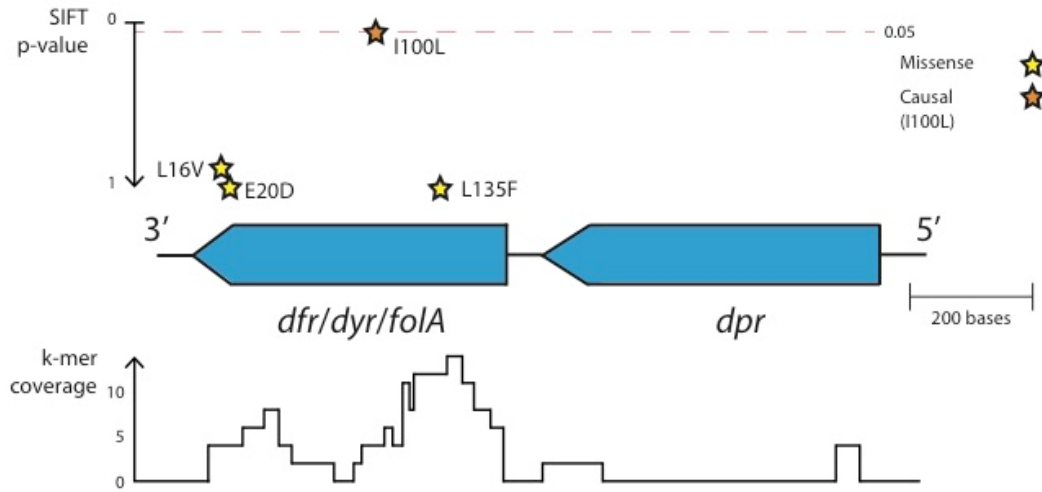 SIFT
p-value
0
1
0.05
I100L
Missense
Causal
(I100L)
L16V
E20D
L135F
3′
5′
dfr/dyr/folA
dpr
200 bases
k-mer
coverage
10
5
0